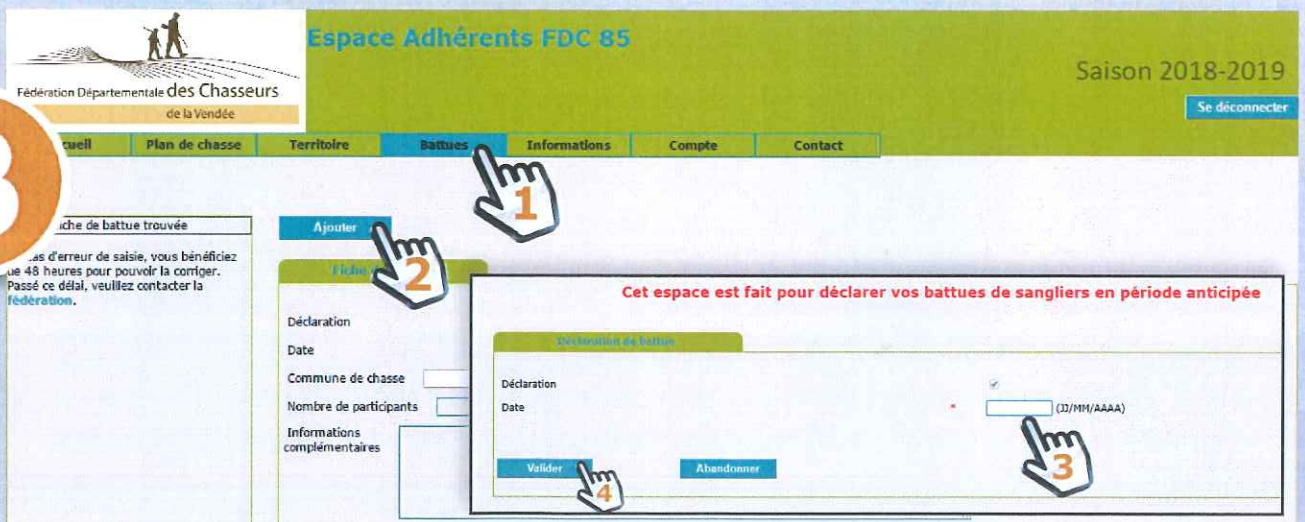 Espace Adhérents FDC 85
Fédération Départementale des Chasseurs
de la Vendée
Saison 2018-2019
Se déconnecter
cueil Plan de chasse Territoire Battues Informations Compte Contact
1
iche de battue trouvée
as d'erreur de saisie, vous bénéficiez
de 48 heures pour pouvoir la corriger.
Passé ce délai, veuillez contacter la
fédération.
Ajouter
2
Fiche
Déclaration
Date
Commune de chasse
Nombre de participants
Informations
complémentaires
Cet espace est fait pour déclarer vos battues de sangliers en période anticipée
Déclaration de battue
Déclaration
Date * (JJ/MM/AAAA)
3
Valider Abandonner
4